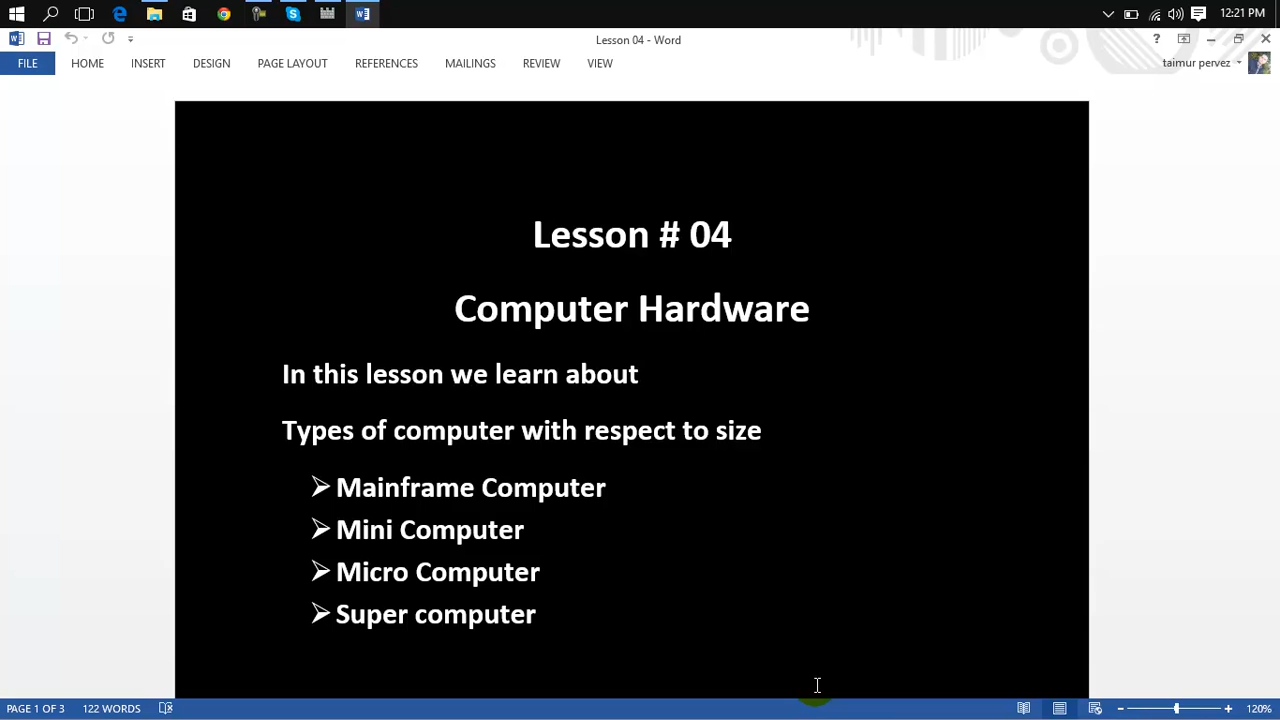 12:21 PM
Lesson 04 - Word
?
FILE HOME INSERT DESIGN PAGE LAYOUT REFERENCES MAILINGS REVIEW VIEW taimur pervez
Lesson # 04
Computer Hardware
In this lesson we learn about
Types of computer with respect to size
➢ Mainframe Computer
➢ Mini Computer
➢ Micro Computer
➢ Super computer
PAGE 1 OF 3 122 WORDS 120%